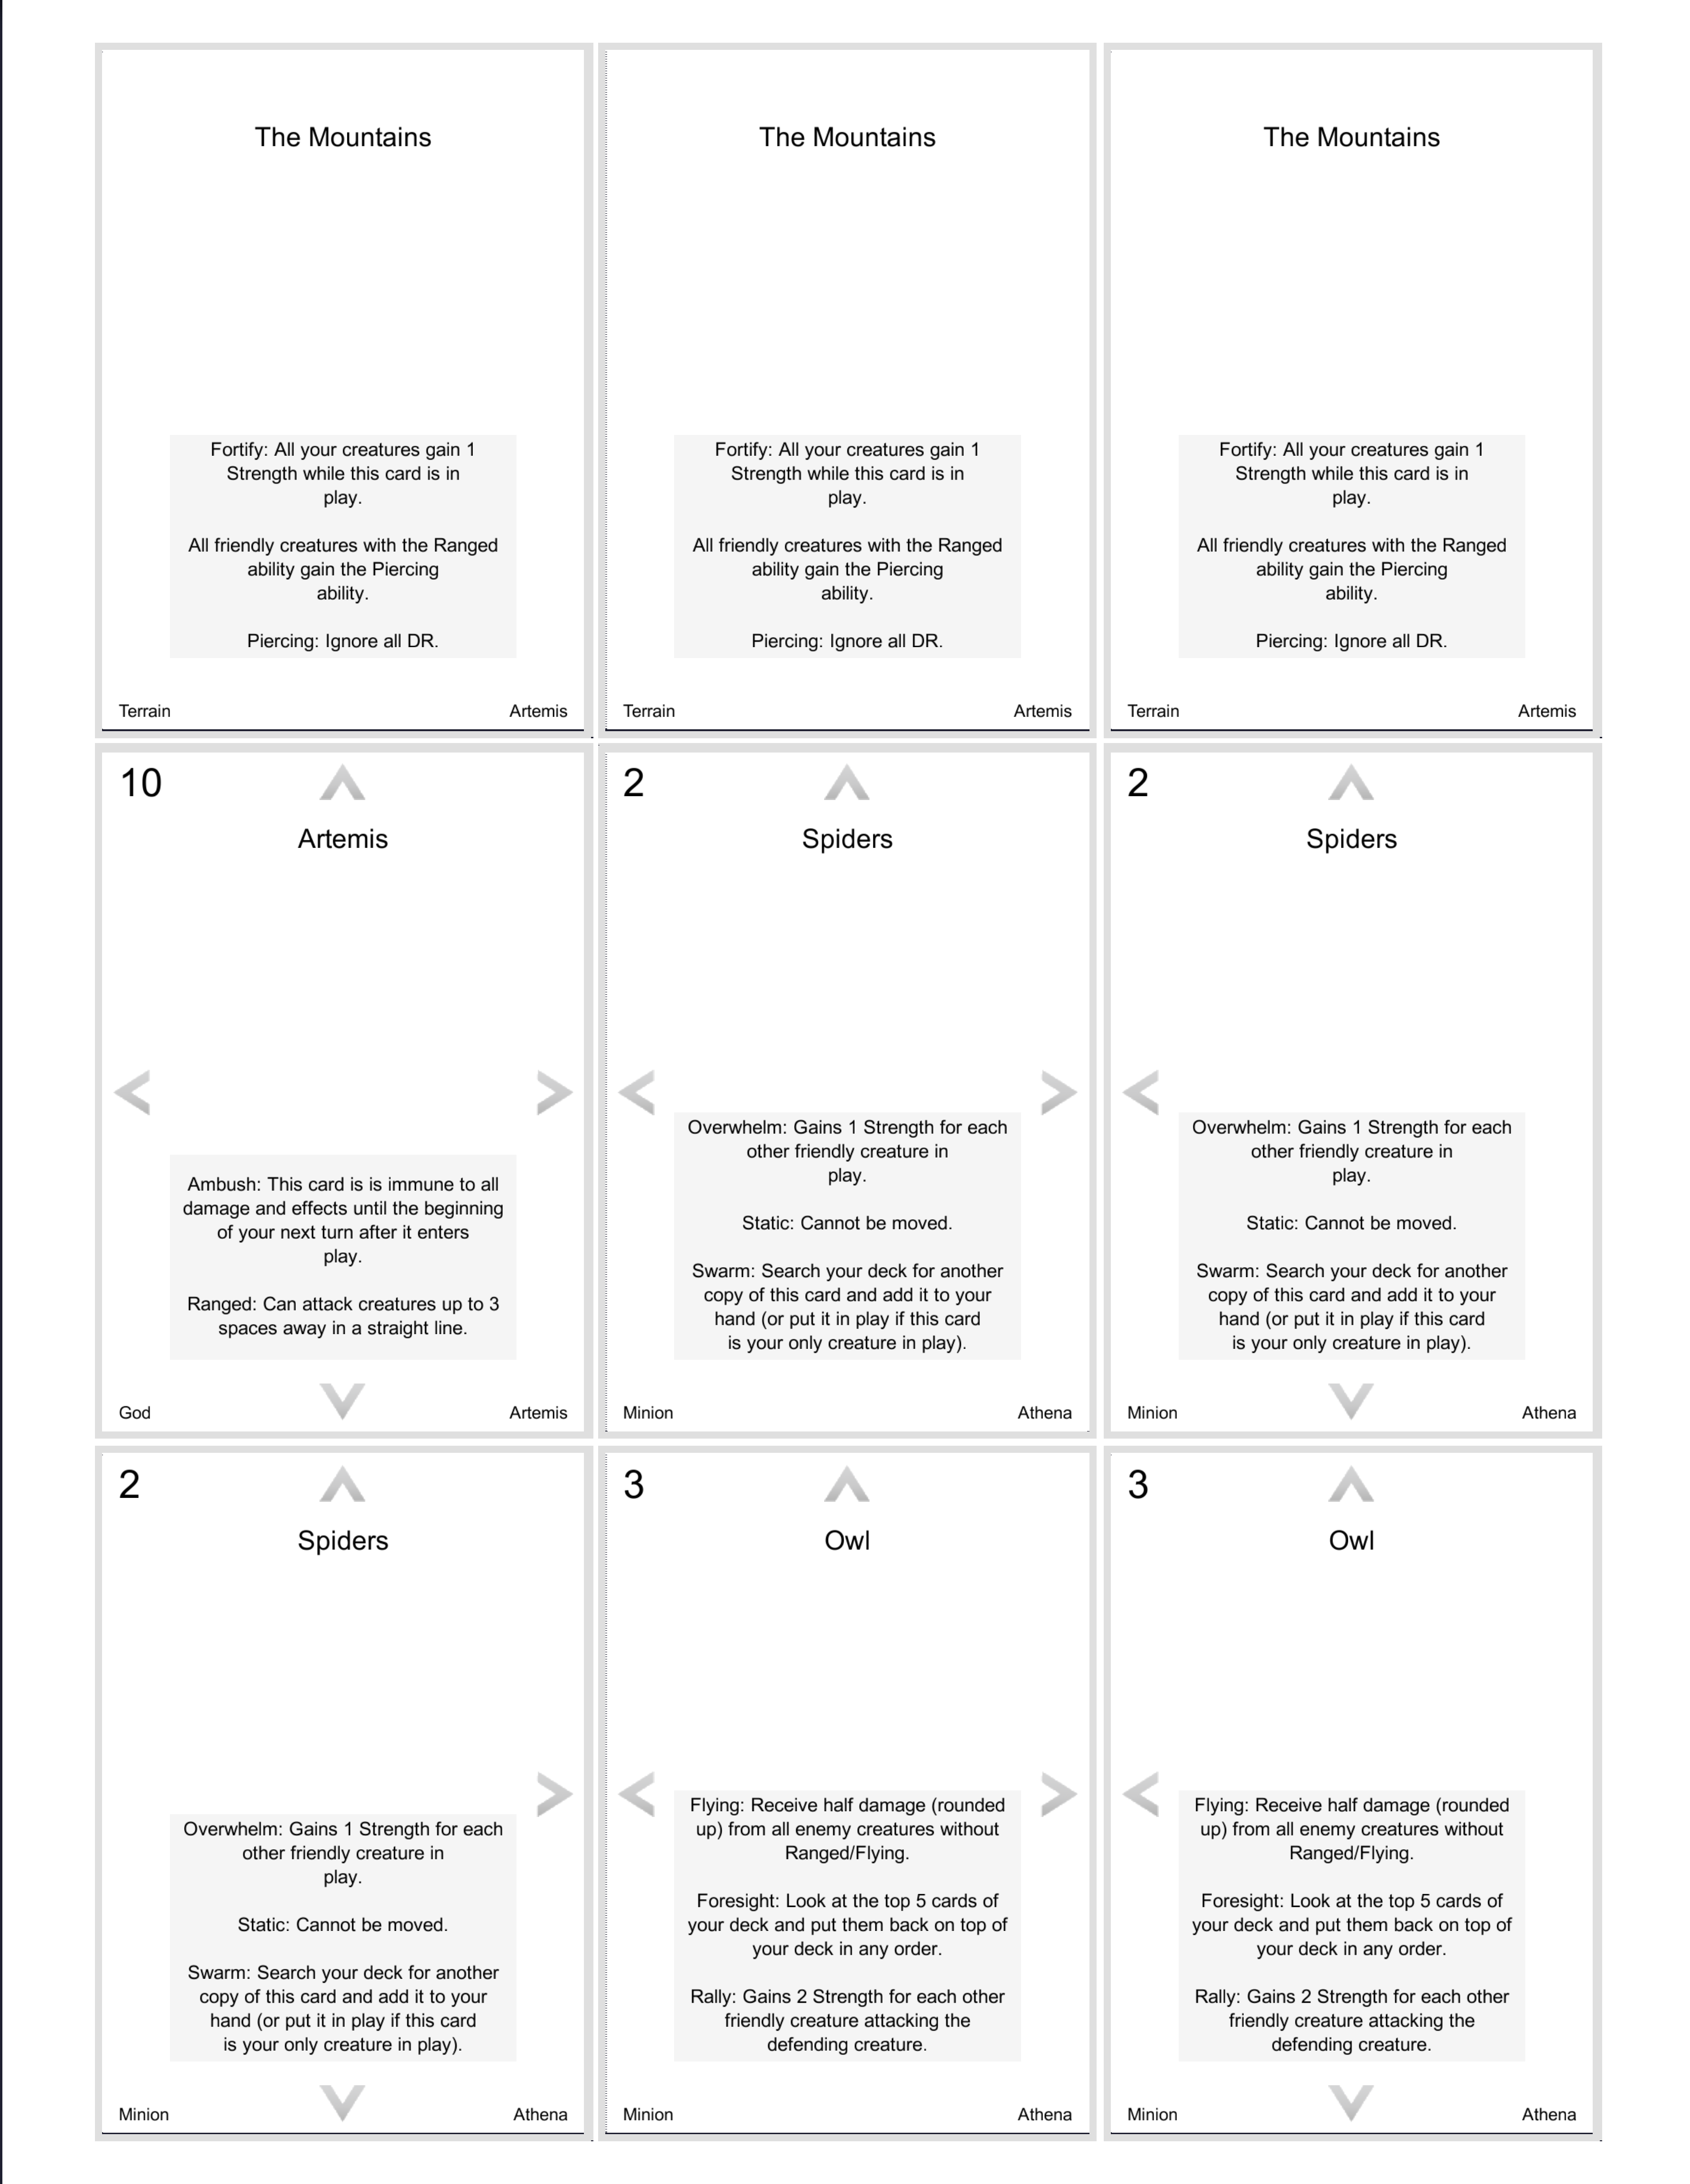 The Mountains
Fortify: All your creatures gain 1
Strength while this card is in
play.
All friendly creatures with the Ranged
ability gain the Piercing
ability.
Piercing: Ignore all DR.
Terrain
Artemis
The Mountains
Fortify: All your creatures gain 1
Strength while this card is in
play.
All friendly creatures with the Ranged
ability gain the Piercing
ability.
Piercing: Ignore all DR.
Terrain
Artemis
The Mountains
Fortify: All your creatures gain 1
Strength while this card is in
play.
All friendly creatures with the Ranged
ability gain the Piercing
ability.
Piercing: Ignore all DR.
Terrain
Artemis
10
Artemis
Ambush: This card is is immune to all
damage and effects until the beginning
of your next turn after it enters
play.
Ranged: Can attack creatures up to 3
spaces away in a straight line.
God
Artemis
2
Spiders
Overwhelm: Gains 1 Strength for each
other friendly creature in
play.
Static: Cannot be moved.
Swarm: Search your deck for another
copy of this card and add it to your
hand (or put it in play if this card
is your only creature in play).
Minion
Athena
2
Spiders
Overwhelm: Gains 1 Strength for each
other friendly creature in
play.
Static: Cannot be moved.
Swarm: Search your deck for another
copy of this card and add it to your
hand (or put it in play if this card
is your only creature in play).
Minion
Athena
2
Spiders
Overwhelm: Gains 1 Strength for each
other friendly creature in
play.
Static: Cannot be moved.
Swarm: Search your deck for another
copy of this card and add it to your
hand (or put it in play if this card
is your only creature in play).
Minion
Athena
3
Owl
Flying: Receive half damage (rounded
up) from all enemy creatures without
Ranged/Flying.
Foresight: Look at the top 5 cards of
your deck and put them back on top of
your deck in any order.
Rally: Gains 2 Strength for each other
friendly creature attacking the
defending creature.
Minion
Athena
3
Owl
Flying: Receive half damage (rounded
up) from all enemy creatures without
Ranged/Flying.
Foresight: Look at the top 5 cards of
your deck and put them back on top of
your deck in any order.
Rally: Gains 2 Strength for each other
friendly creature attacking the
defending creature.
Minion
Athena